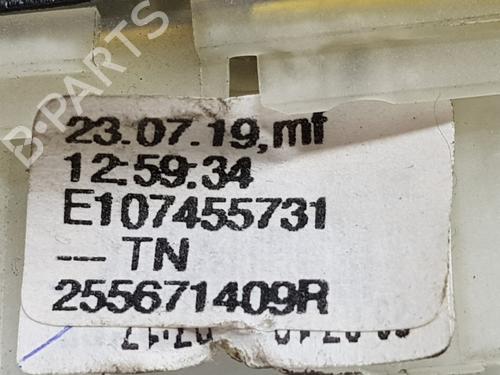 B-PARTS
23.07.19,mf
12:59:34
E107455731
--- TN
255671409R